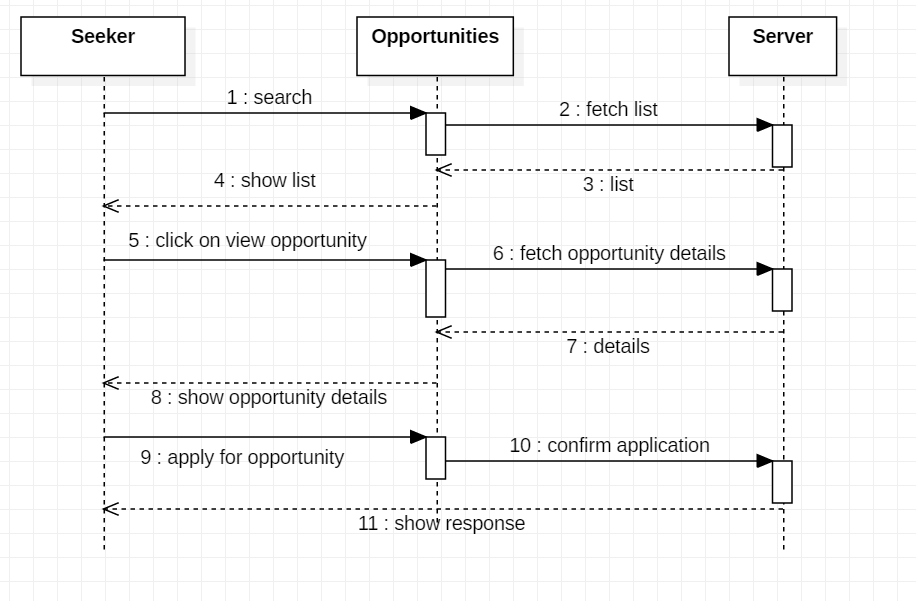 Seeker
Opportunities
Server
1 : search
2 : fetch list
3 : list
4 : show list
5 : click on view opportunity
6 : fetch opportunity details
7 : details
8 : show opportunity details
9 : apply for opportunity
10 : confirm application
11 : show response